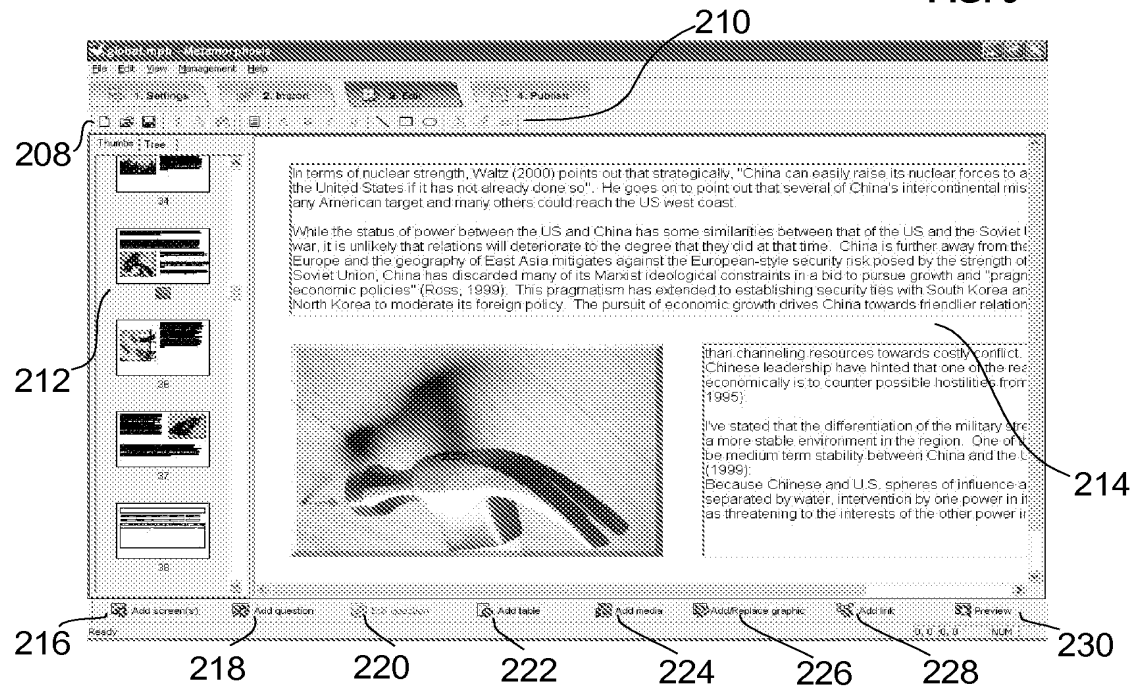 210
global.mpti - Metamorphosis
File Edit View Management Help
1. Settings 2. Import 3. Edit 4. Publish
208
Thumbs Tree
34
In terms of nuclear strength, Waltz (2000) points out that strategically, "China can easily raise its nuclear forces to a
the United States if it has not already done so". He goes on to point out that several of China's intercontinental mis
any American target and many others could reach the US west coast.
While the status of power between the US and China has some similarities between that of the US and the Soviet
war, it is unlikely that relations will deteriorate to the degree that they did at that time. China is further away from the
Europe and the geography of East Asia mitigates against the European-style security risk posed by the strength of
Soviet Union, China has discarded many of its Marxist ideological constraints in a bid to pursue growth and "pragm
economic policies" (Ross, 1999). This pragmatism has extended to establishing security ties with South Korea an
North Korea to moderate its foreign policy. The pursuit of economic growth drives China towards friendlier relation
212
36
37
38
than channeling resources towards costly conflict.
Chinese leadership have hinted that one of the rea
economically is to counter possible hostilities from
1995).
I've stated that the differentiation of the military stre
a more stable environment in the region. One of
be medium term stability between China and the U
(1999):
Because Chinese and U.S. spheres of influence a
separated by water, intervention by one power in it
as threatening to the interests of the other power in
214
216
Add screen(s) Add question Edit question Add table Add media Add/Replace graphic Add link Preview
Ready 0, 0 :0, 0 NUM
218 220 222 224 226 228 230